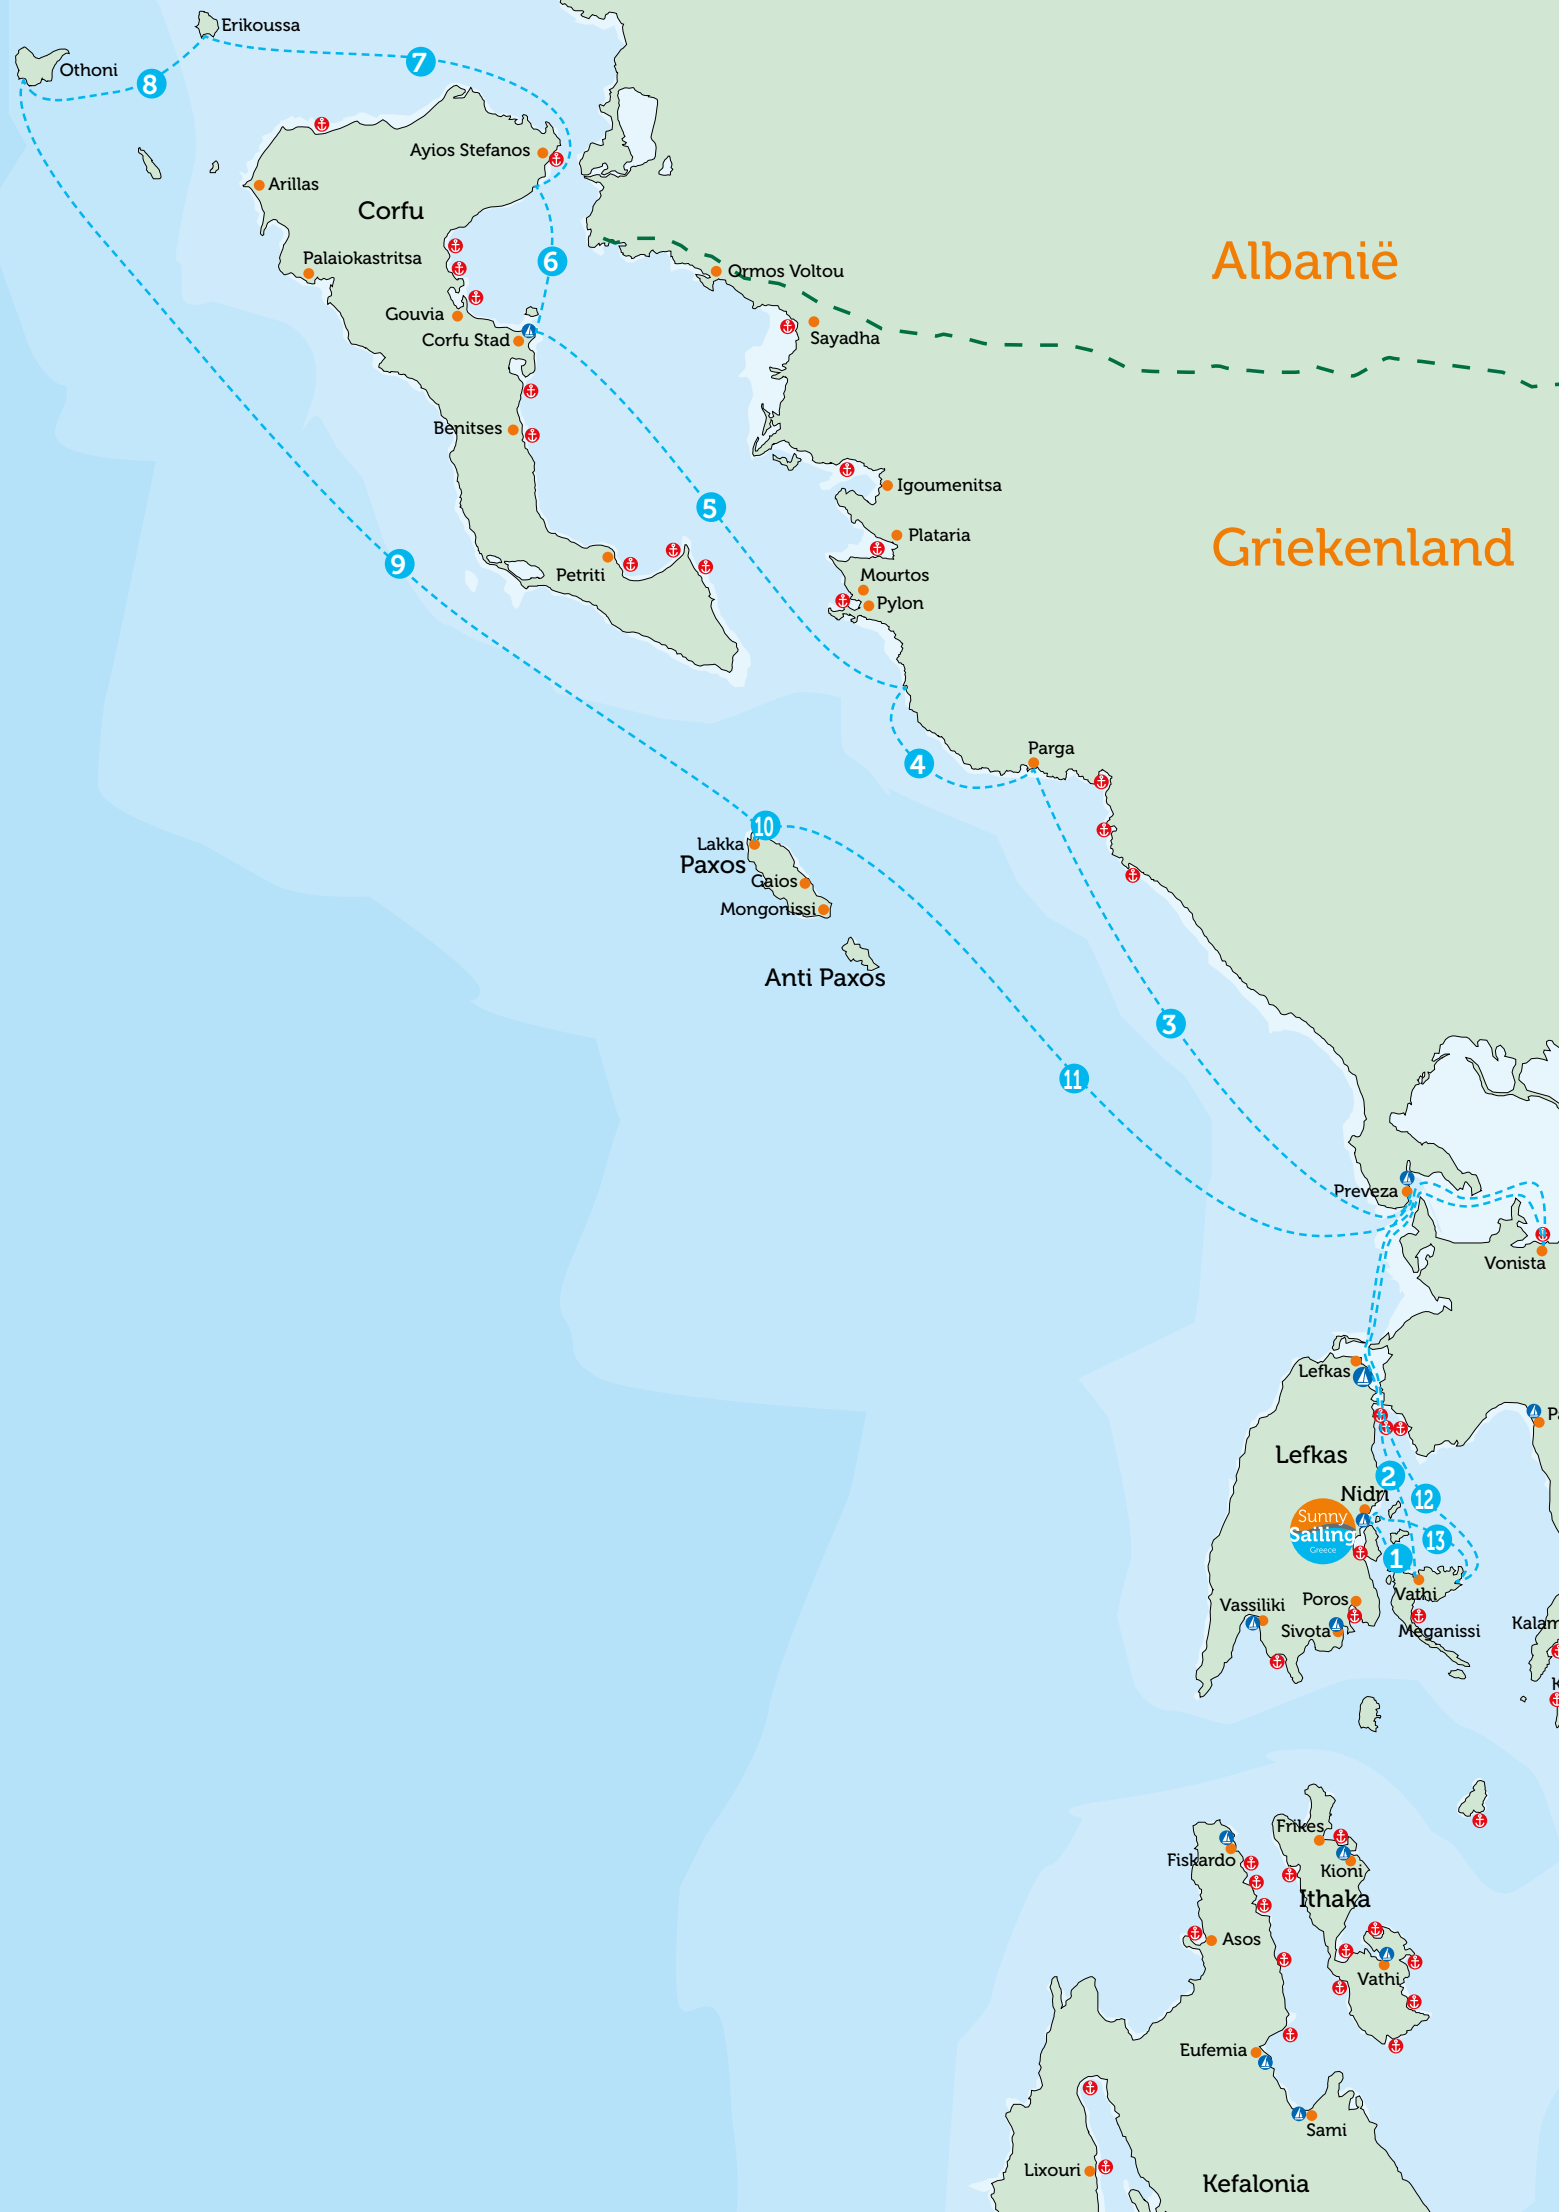 Erikoussa
Othoni
7
8
Ayios Stefanos
Arillas
Corfu
6
Palaiokastritsa
Albanië
Ormos Voltou
Gouvia
Corfu Stad
Sayadha
Benitses
Igoumenitsa
5
Plataria
Griekenland
9
Petriti
Mourtos
Pylon
Parga
4
10
Lakka
Paxos
Gaios
Mongonissi
Anti Paxos
3
11
Preveza
Vonista
Lefkas
Pa
Lefkas
2
Nidri
12
Sunny
Sailing
Greece
13
1
Vathi
Poros
Vassiliki
Sivota
Meganissi
Kalam
K
Frikes
Fiskardo
Kioni
Ithaka
Asos
Vathi
Eufemia
Sami
Lixouri
Kefalonia